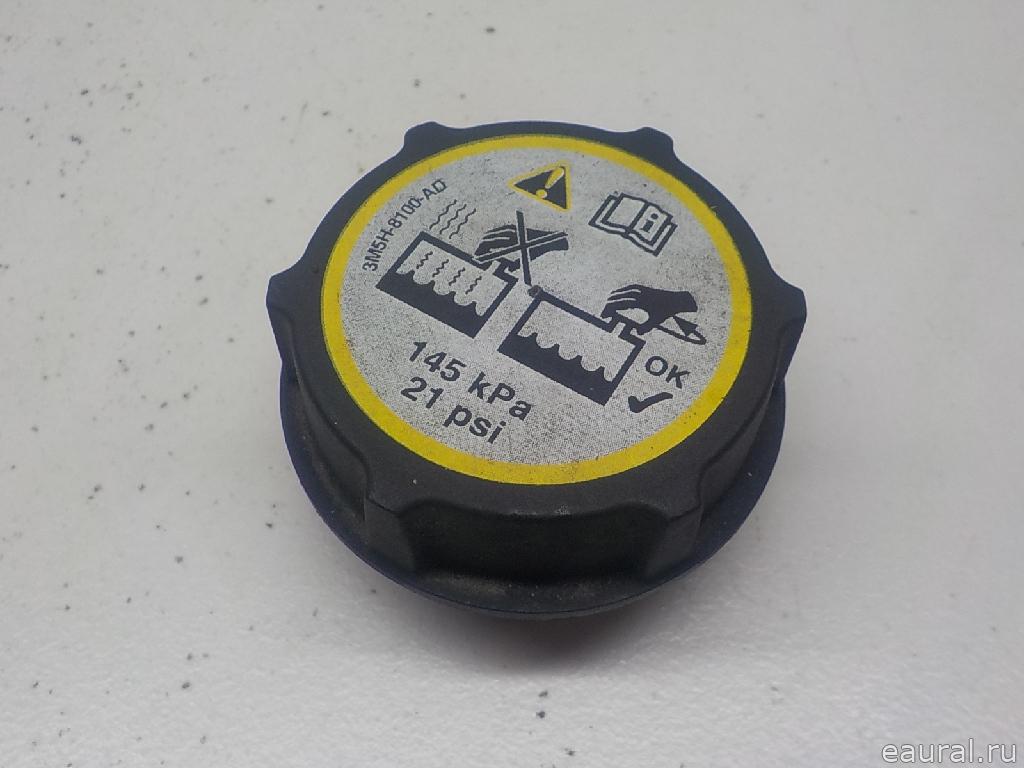 3M5H-8100-AD
OK
145 kPa
21 psi
eaural.ru